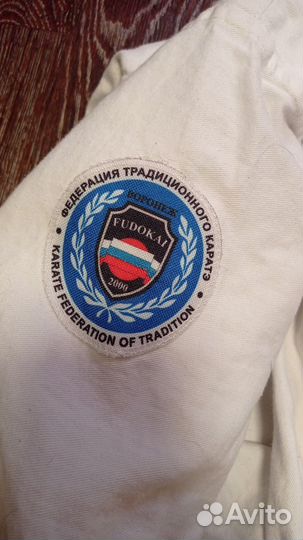 ФЕДЕРАЦИЯ ТРАДИЦИОННОГО КАРАТЭ
ВОРОНЕЖ
FUDOKAI
2000
KARATE FEDERATION OF TRADITION
Avito